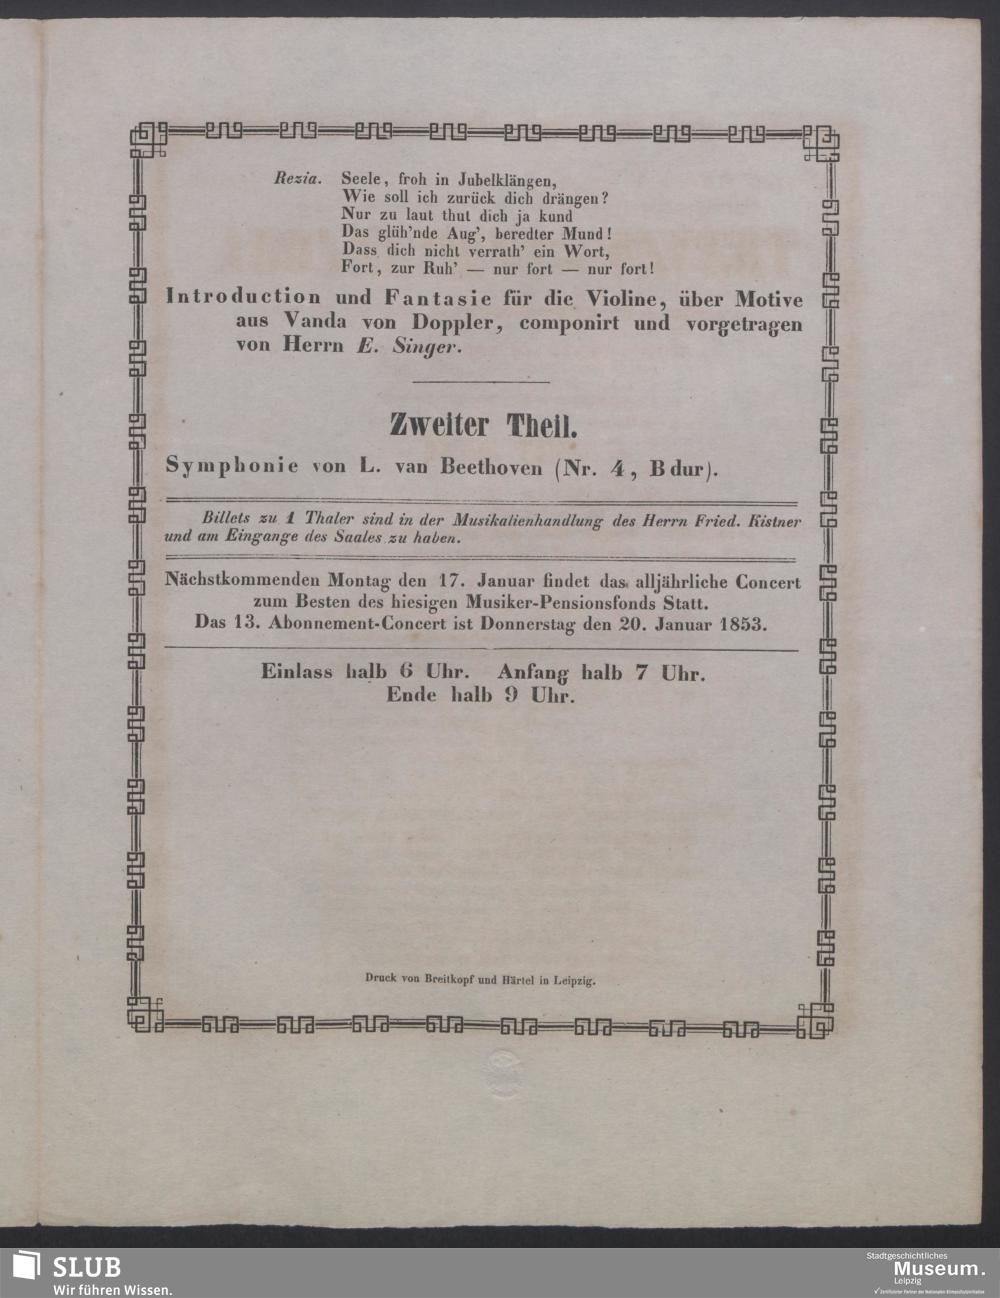 Rezia. Seele, froh in Jubelklängen,
Wie soll ich zurück dich drängen?
Nur zu laut thut dich ja kund
Das glüh'nde Aug', beredter Mund!
Dass dich nicht verrath' ein Wort,
Fort, zur Ruh' — nur fort — nur fort!
Introduction und Fantasie für die Violine, über Motive
aus Vanda von Doppler, componirt und vorgetragen
von Herrn E. Singer.
Zweiter Theil.
Symphonie von L. van Beethoven (Nr. 4, B dur).
Billets zu 1 Thaler sind in der Musikalienhandlung des Herrn Fried. Kistner
und am Eingange des Saales zu haben.
Nächstkommenden Montag den 17. Januar findet das alljährliche Concert
zum Besten des hiesigen Musiker-Pensionsfonds Statt.
Das 13. Abonnement-Concert ist Donnerstag den 20. Januar 1853.
Einlass halb 6 Uhr. Anfang halb 7 Uhr.
Ende halb 9 Uhr.
Druck von Breitkopf und Härtel in Leipzig.
SLUB
Wir führen Wissen.
Stadtgeschichtliches
Museum.
Leipzig
Zertifizierter Partner der Nationalen Klimaschutzinitiative